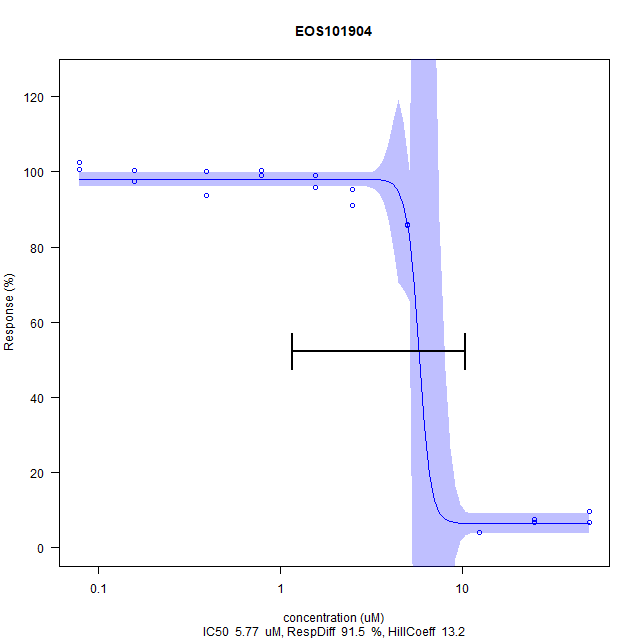 EOS101904
120
100
80
60
40
20
0
Response (%)
0.1 1 10
concentration (uM)
IC50 5.77 uM, RespDiff 91.5 %, HillCoeff 13.2